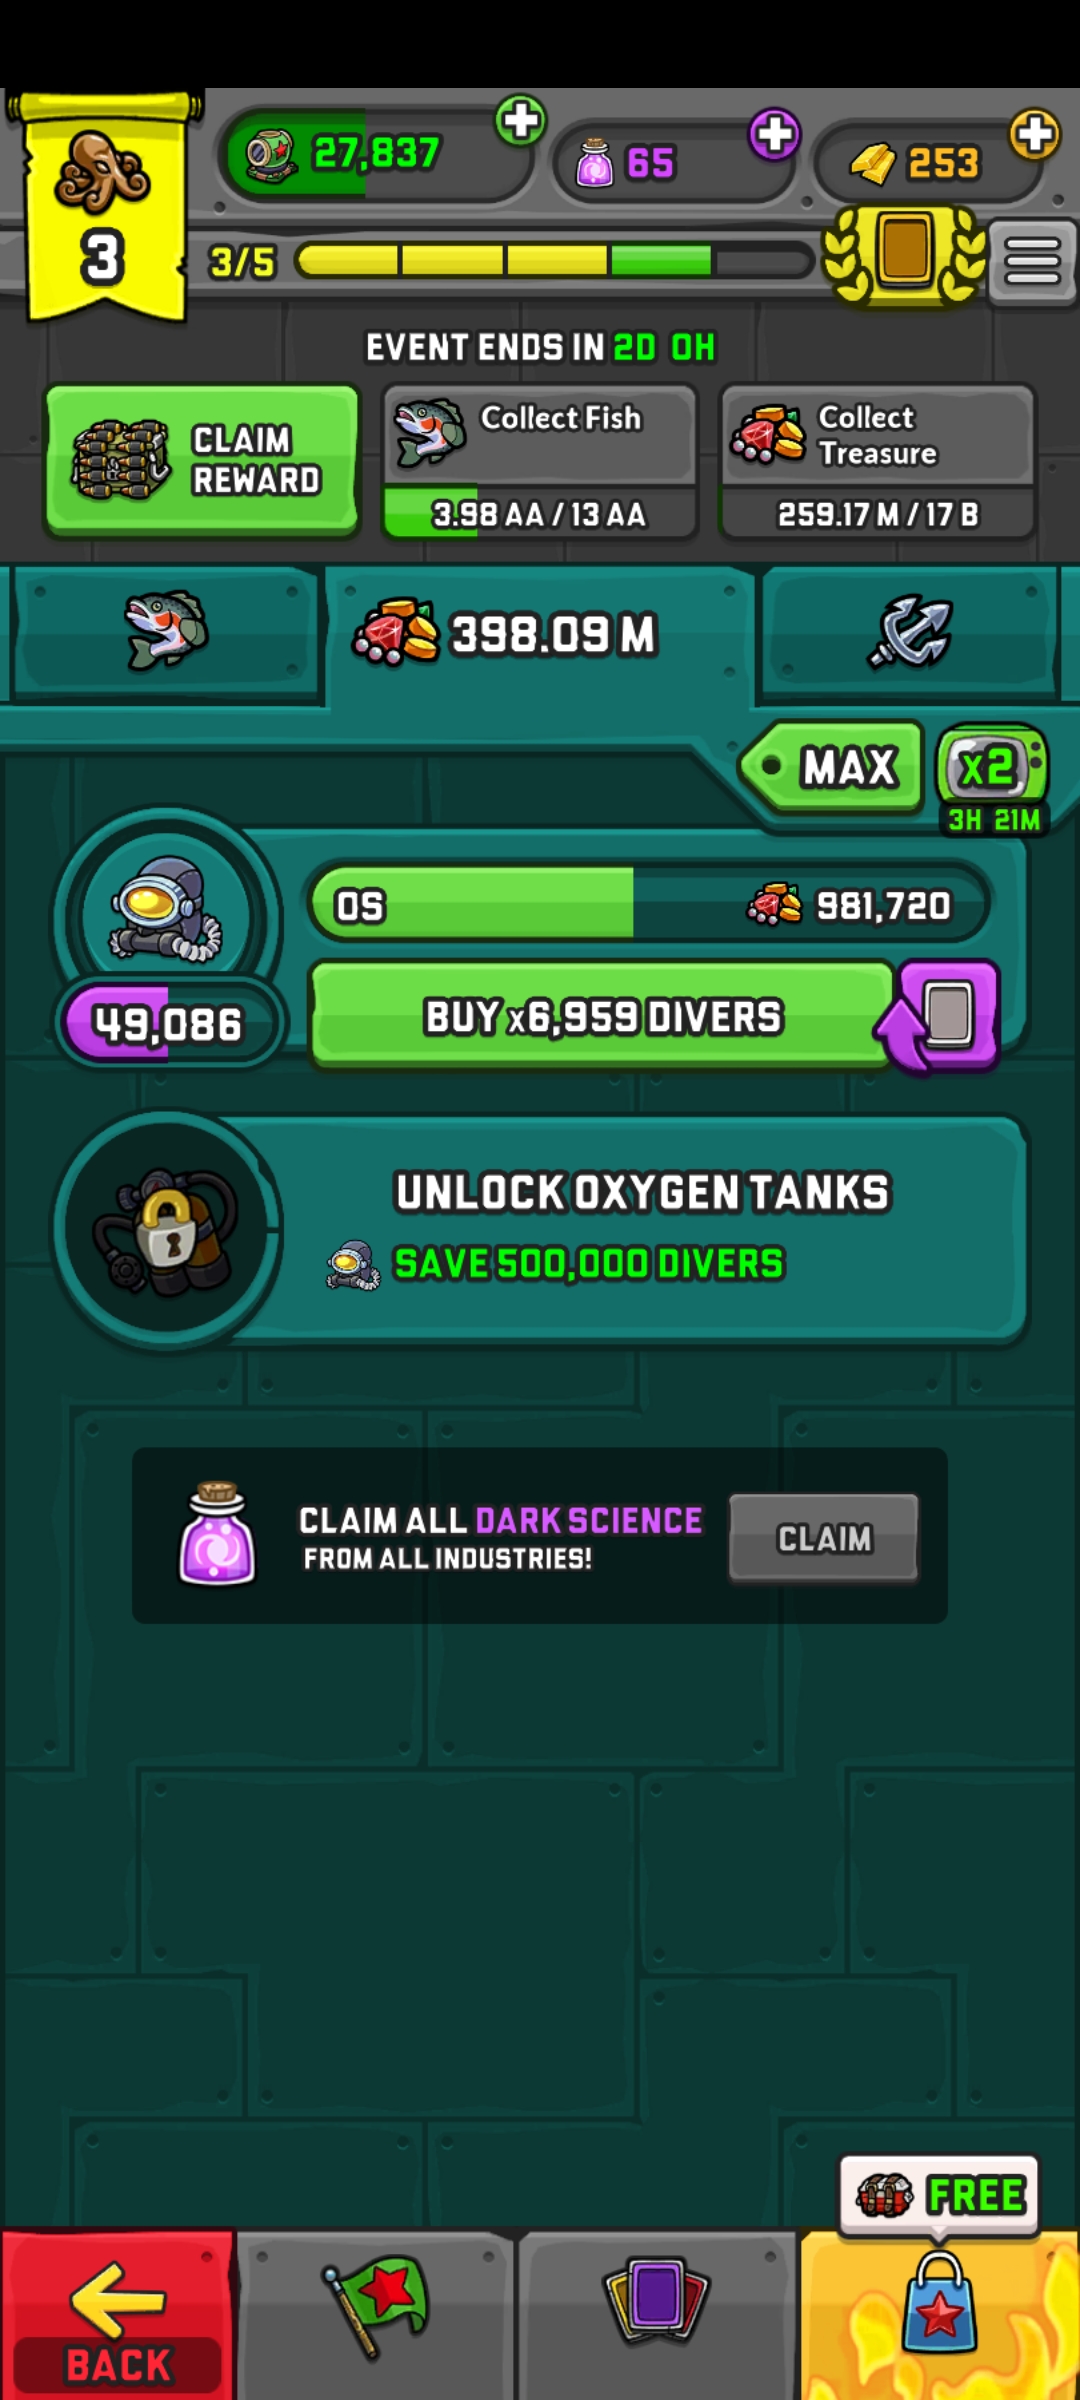 27,837
65
253
3
3/5
EVENT ENDS IN 2D 0H
CLAIM
REWARD
Collect Fish
3.98 AA / 13 AA
Collect
Treasure
259.17 M / 17 B
398.09 M
MAX
x2
3H 21M
0S
981,720
49,086
BUY x6,959 DIVERS
UNLOCK OXYGEN TANKS
SAVE 500,000 DIVERS
CLAIM ALL DARK SCIENCE
FROM ALL INDUSTRIES!
CLAIM
FREE
BACK